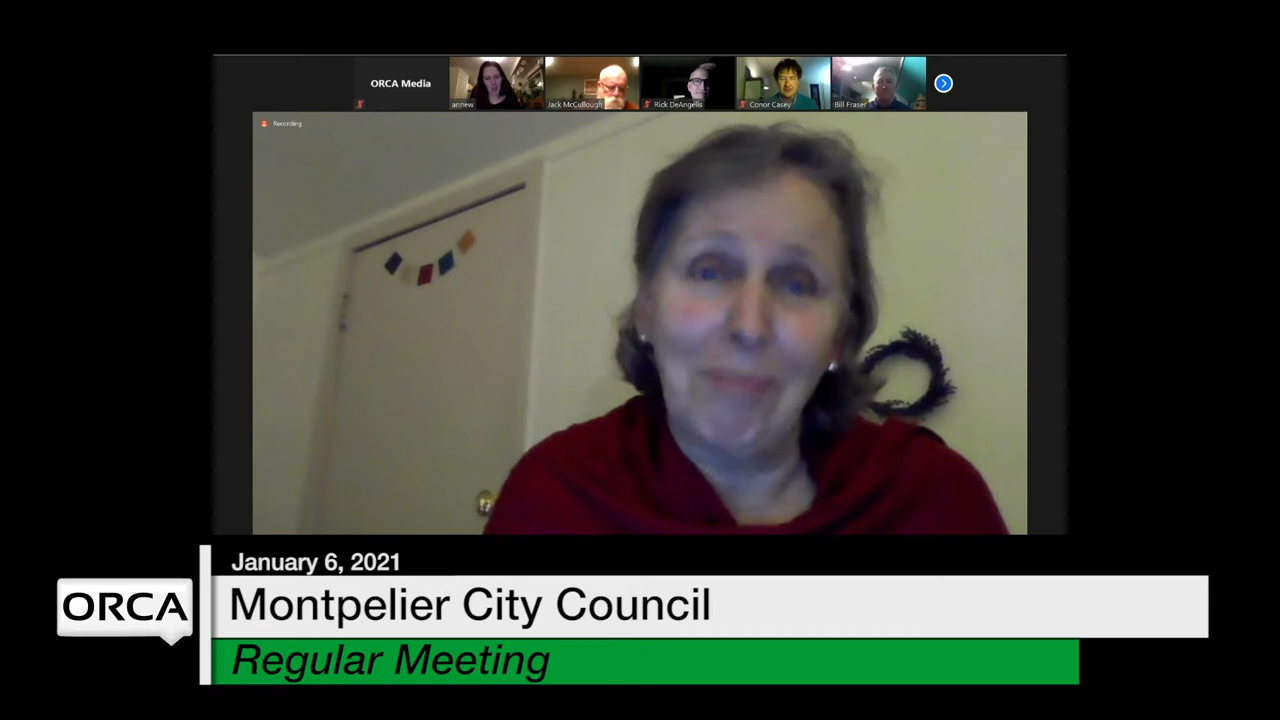 ORCA Media
annew
Jack McCullough
Rick DeAngelis
Conor Casey
Bill Fraser
Recording
January 6, 2021
ORCA
Montpelier City Council
Regular Meeting